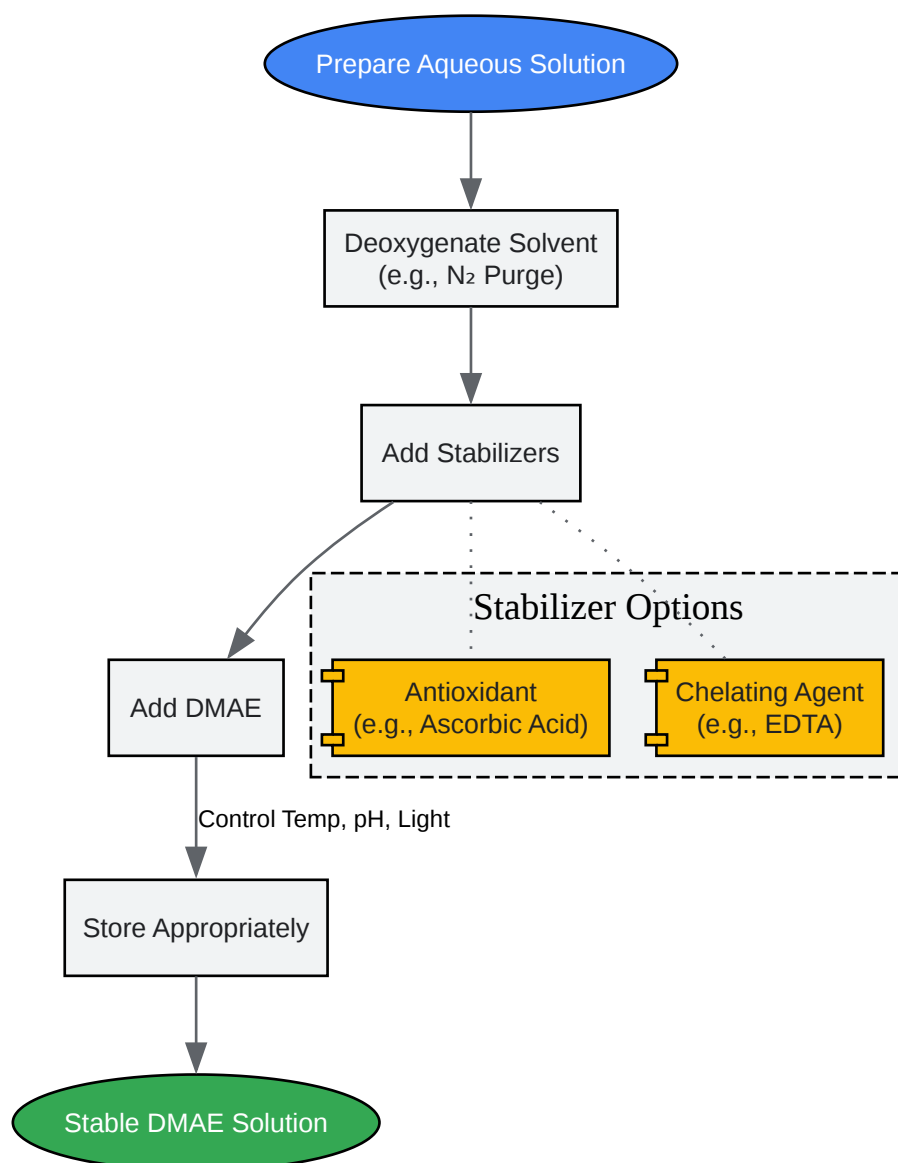 Prepare Aqueous Solution
Deoxygenate Solvent
(e.g., N₂ Purge)
Add Stabilizers
Stabilizer Options
Add DMAE
Antioxidant
(e.g., Ascorbic Acid)
Chelating Agent
(e.g., EDTA)
Control Temp, pH, Light
Store Appropriately
Stable DMAE Solution